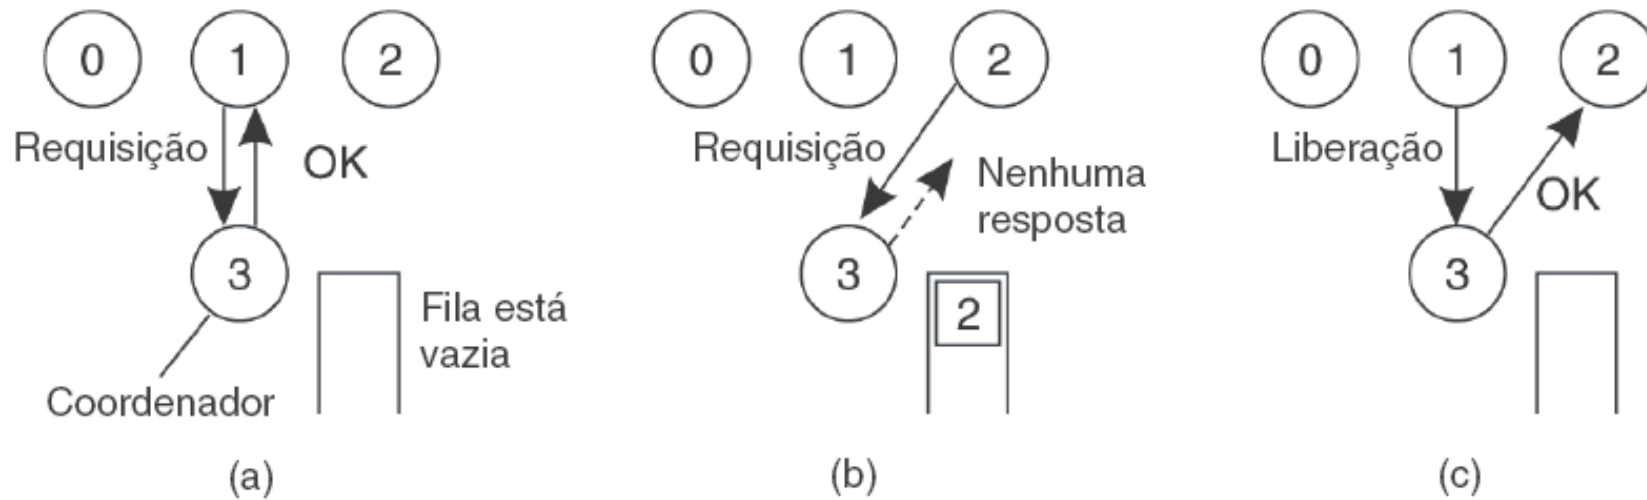 0 1 2
Requisição
OK
3
Fila está
vazia
Coordenador
(a)
0 1 2
Requisição
Nenhuma
resposta
3
2
(b)
0 1 2
Liberação
OK
3
(c)